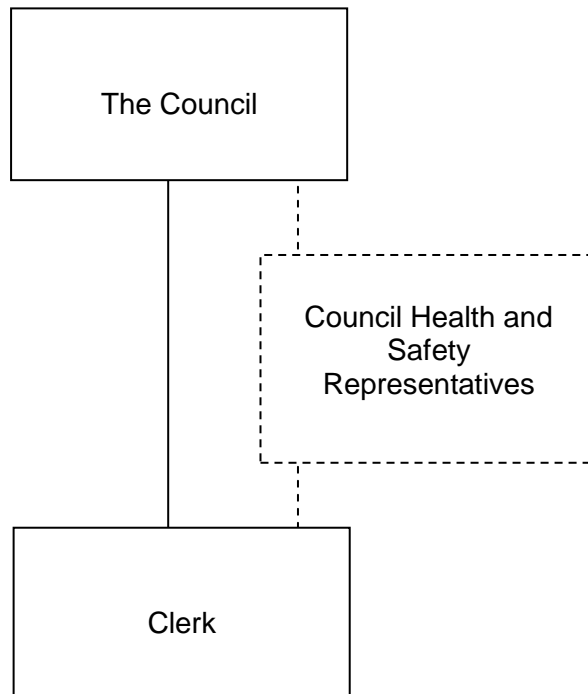 The Council
Council Health and
Safety
Representatives
Clerk